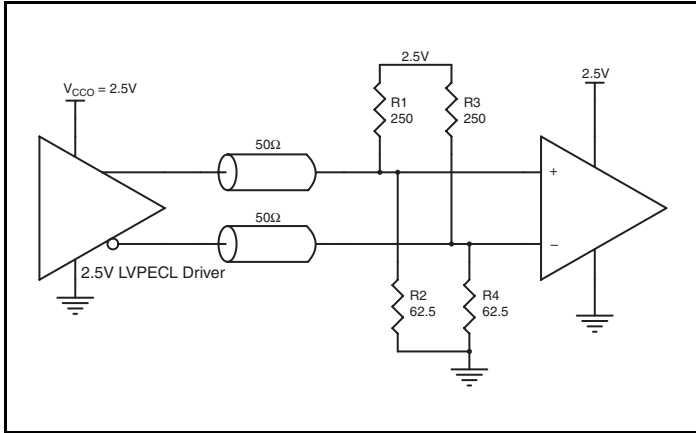 2.5V
V_CCO = 2.5V
2.5V
R1
250
R3
250
50Ω
+
50Ω
−
2.5V LVPECL Driver
R2
62.5
R4
62.5